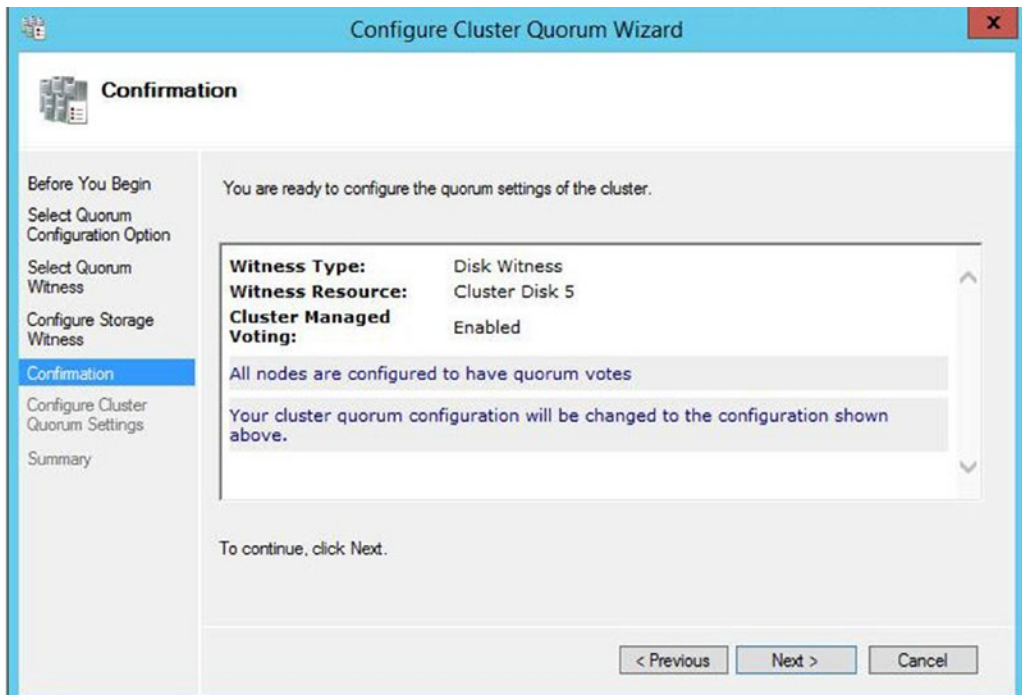 Configure Cluster Quorum Wizard
x
Confirmation
Before You Begin
Select Quorum
Configuration Option
Select Quorum
Witness
Configure Storage
Witness
Confirmation
Configure Cluster
Quorum Settings
Summary
You are ready to configure the quorum settings of the cluster.
Witness Type: Disk Witness
Witness Resource: Cluster Disk 5
Cluster Managed
Voting: Enabled
All nodes are configured to have quorum votes
Your cluster quorum configuration will be changed to the configuration shown
above.
To continue, click Next.
< Previous Next > Cancel